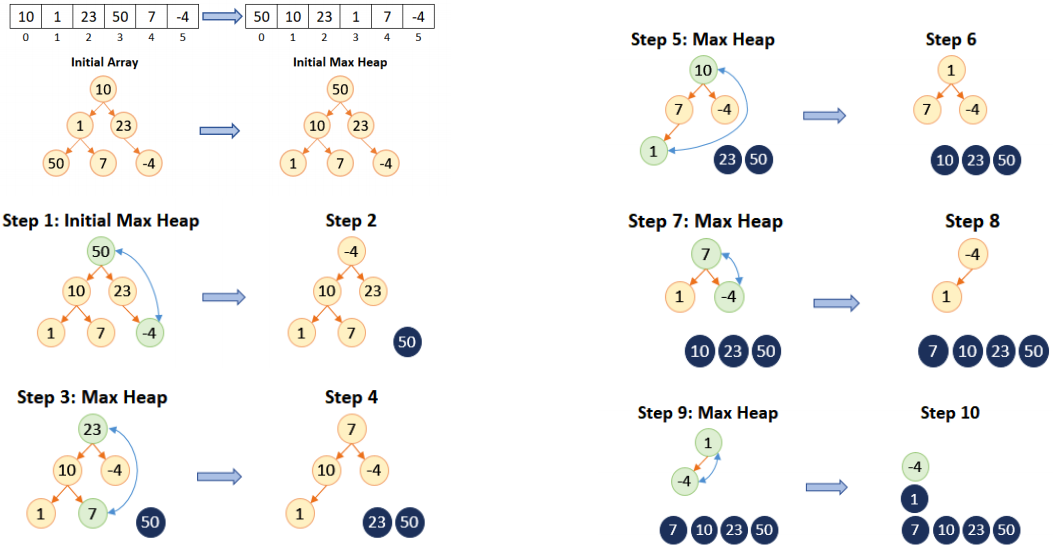 10 1 23 50 7 -4
0 1 2 3 4 5
50 10 23 1 7 -4
0 1 2 3 4 5
Initial Array
10
1 23
50 7 -4
Initial Max Heap
50
10 23
1 7 -4
Step 1: Initial Max Heap
50
10 23
1 7 -4
Step 2
-4
10 23
1 7
50
Step 3: Max Heap
23
10 -4
1 7
50
Step 4
7
10 -4
1
23 50
Step 5: Max Heap
10
7 -4
1
23 50
Step 6
1
7 -4
10 23 50
Step 7: Max Heap
7
1 -4
10 23 50
Step 8
-4
1
7 10 23 50
Step 9: Max Heap
1
-4
7 10 23 50
Step 10
-4
1
7 10 23 50